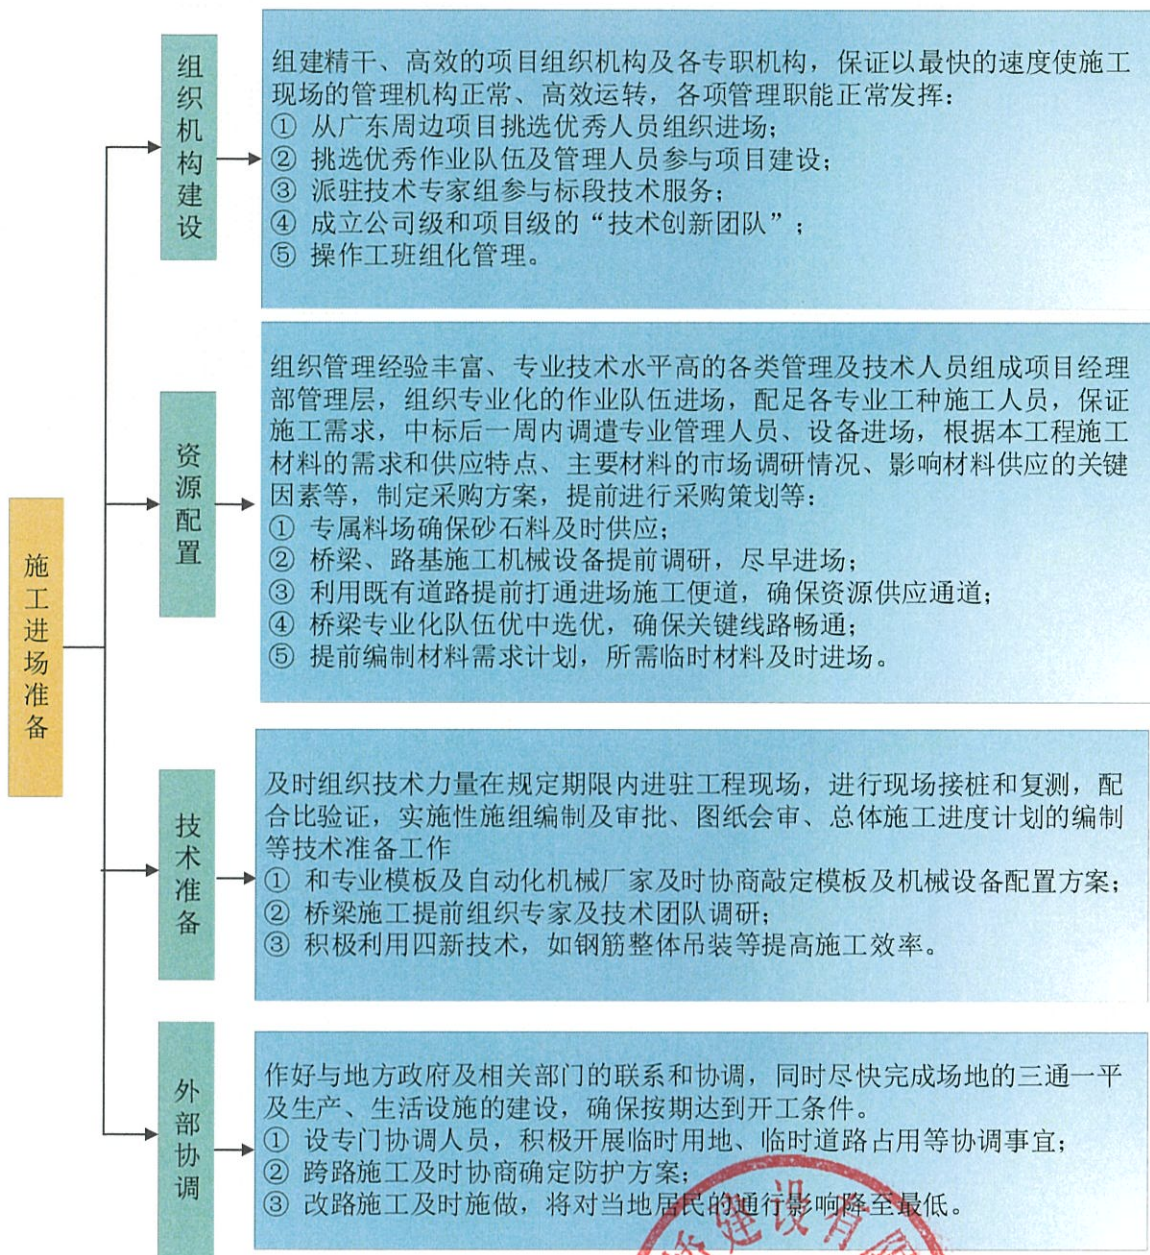 施工进场准备
组织机构建设
组建精干、高效的项目组织机构及各专职机构，保证以最快的速度使施工
现场的管理机构正常、高效运转，各项管理职能正常发挥：
① 从广东周边项目挑选优秀人员组织进场；
② 挑选优秀作业队伍及管理人员参与项目建设；
③ 派驻技术专家组参与标段技术服务；
④ 成立公司级和项目级的“技术创新团队”；
⑤ 操作工班组化管理。
资源配置
组织管理经验丰富、专业技术水平高的各类管理及技术人员组成项目经理
部管理层，组织专业化的作业队伍进场，配足各专业工种施工人员，保证
施工需求，中标后一周内调遣专业管理人员、设备进场，根据本工程施工
材料的需求和供应特点、主要材料的市场调研情况、影响材料供应的关键
因素等，制定采购方案，提前进行采购策划等：
① 专属料场确保砂石料及时供应；
② 桥梁、路基施工机械设备提前调研，尽早进场；
③ 利用既有道路提前打通进场施工便道，确保资源供应通道；
④ 桥梁专业化队伍优中选优，确保关键线路畅通；
⑤ 提前编制材料需求计划，所需临时材料及时进场。
技术准备
及时组织技术力量在规定期限内进驻工程现场，进行现场接桩和复测，配
合比验证，实施性施组编制及审批、图纸会审、总体施工进度计划的编制
等技术准备工作
① 和专业模板及自动化机械厂家及时协商敲定模板及机械设备配置方案；
② 桥梁施工提前组织专家及技术团队调研；
③ 积极利用四新技术，如钢筋整体吊装等提高施工效率。
外部协调
作好与地方政府及相关部门的联系和协调，同时尽快完成场地的三通一平
及生产、生活设施的建设，确保按期达到开工条件。
① 设专门协调人员，积极开展临时用地、临时道路占用等协调事宜；
② 跨路施工及时协商确定防护方案；
③ 改路施工及时施做，将对当地居民的通行影响降至最低。
桥建设有限